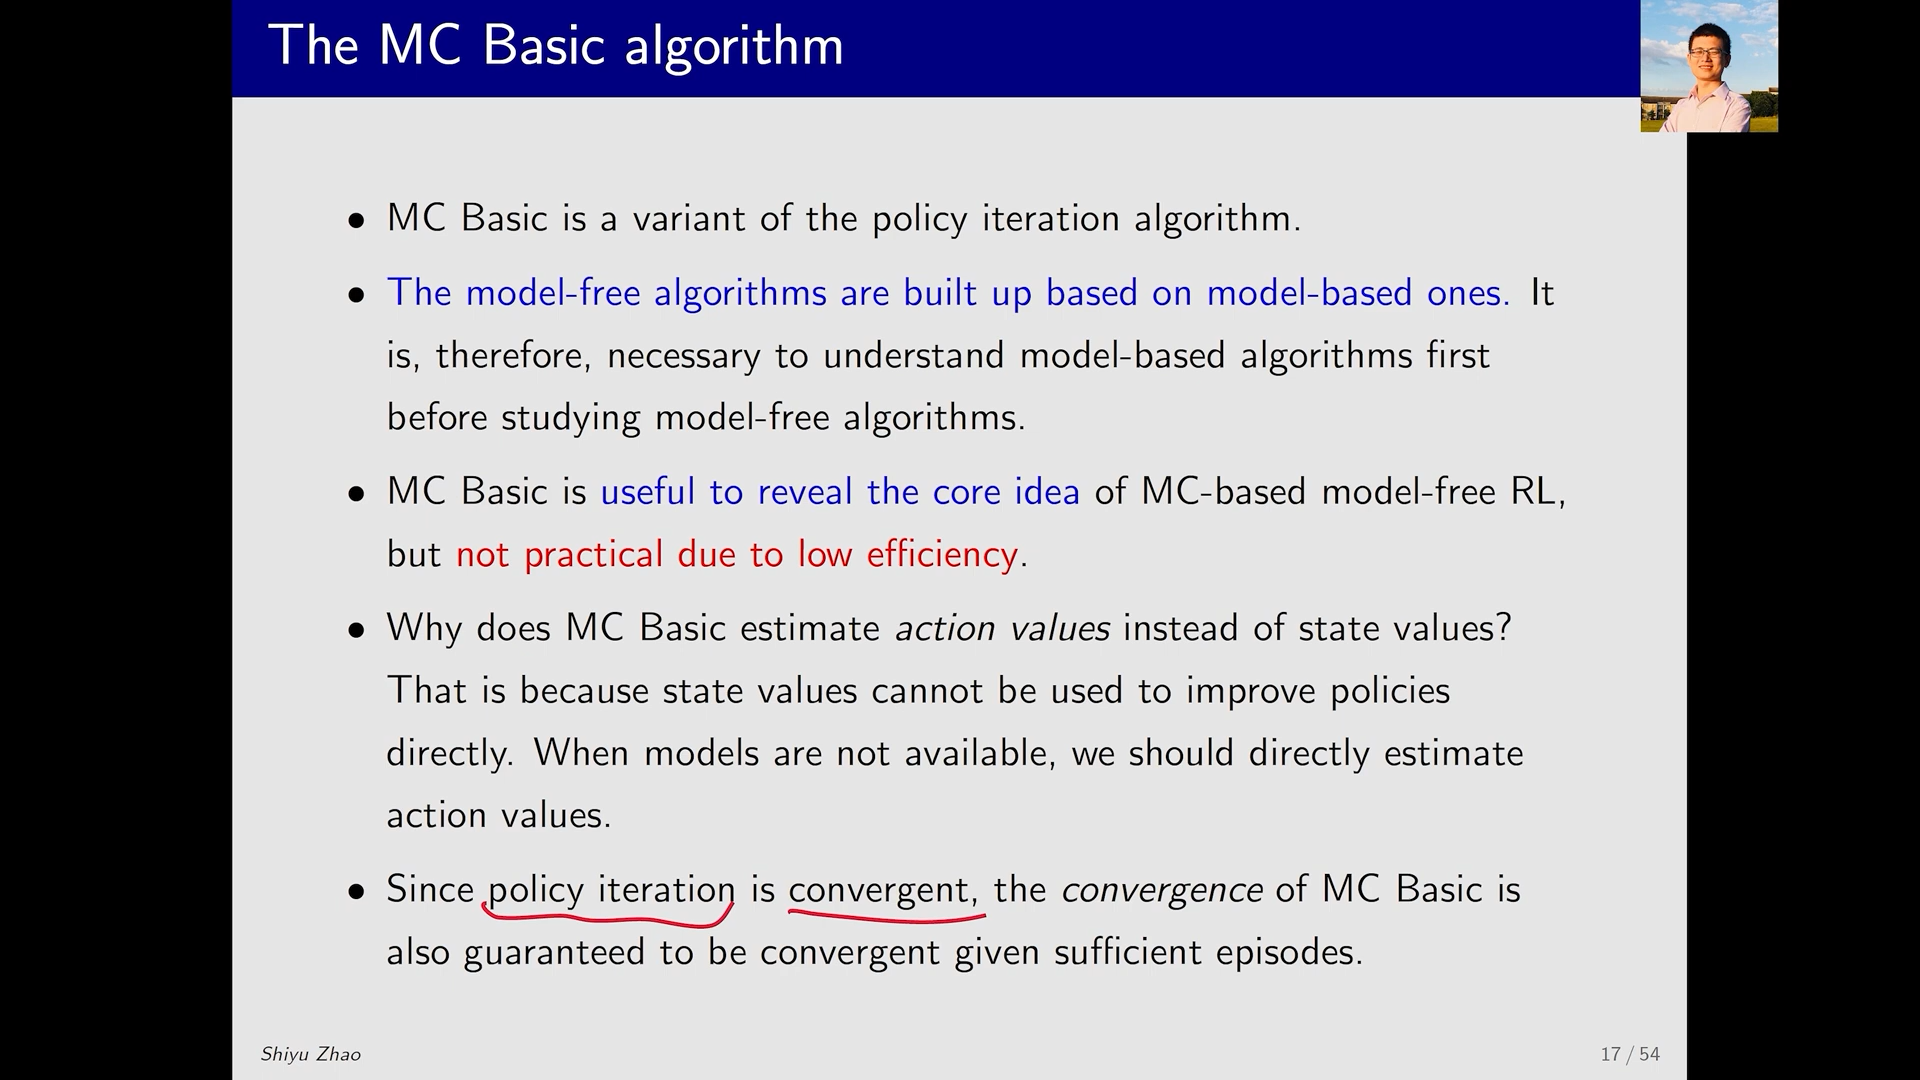 The MC Basic algorithm
• MC Basic is a variant of the policy iteration algorithm.
• The model-free algorithms are built up based on model-based ones. It
is, therefore, necessary to understand model-based algorithms first
before studying model-free algorithms.
• MC Basic is useful to reveal the core idea of MC-based model-free RL,
but not practical due to low efficiency.
• Why does MC Basic estimate action values instead of state values?
That is because state values cannot be used to improve policies
directly. When models are not available, we should directly estimate
action values.
• Since policy iteration is convergent, the convergence of MC Basic is
also guaranteed to be convergent given sufficient episodes.
Shiyu Zhao
17 / 54